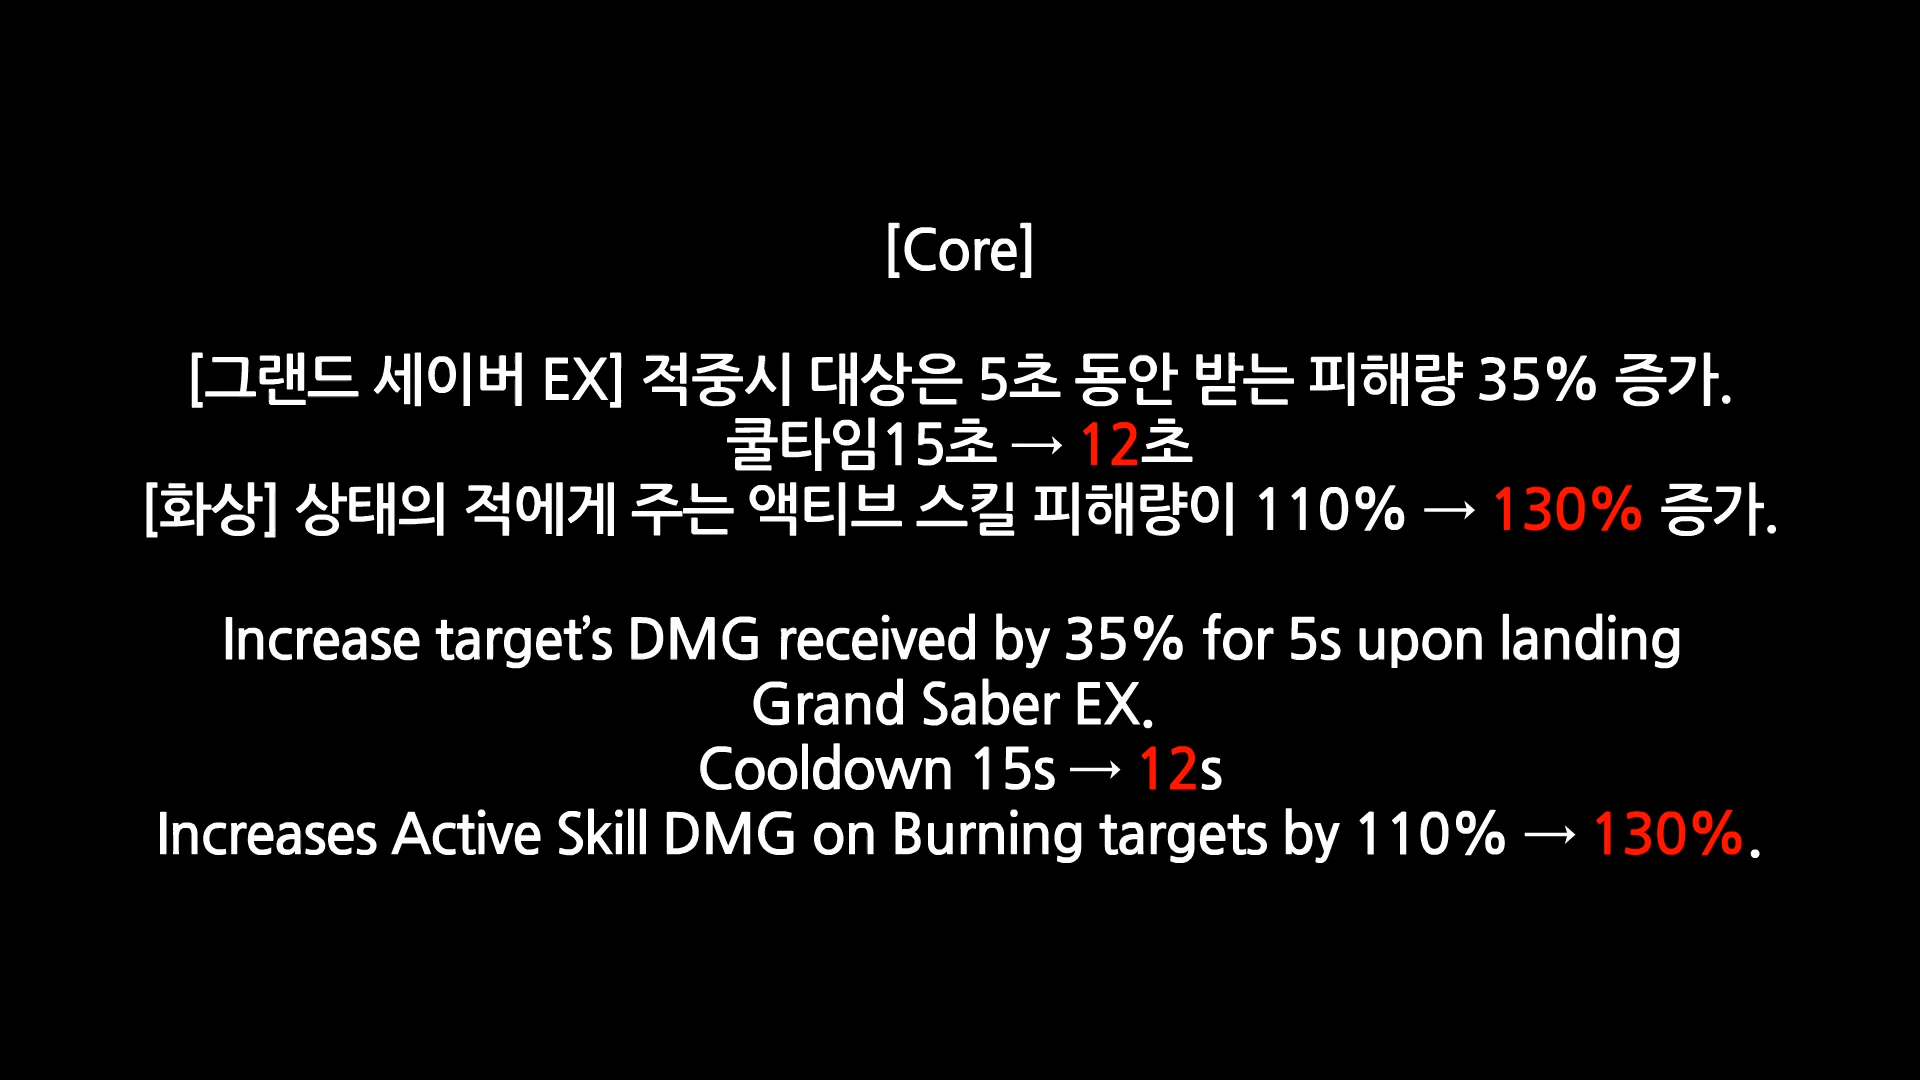 [Core]
[그랜드 세이버 EX] 적중시 대상은 5초 동안 받는 피해량 35% 증가.
쿨타임15초 → 12초
[화상] 상태의 적에게 주는 액티브 스킬 피해량이 110% → 130% 증가.
Increase target’s DMG received by 35% for 5s upon landing
Grand Saber EX.
Cooldown 15s → 12s
Increases Active Skill DMG on Burning targets by 110% → 130%.